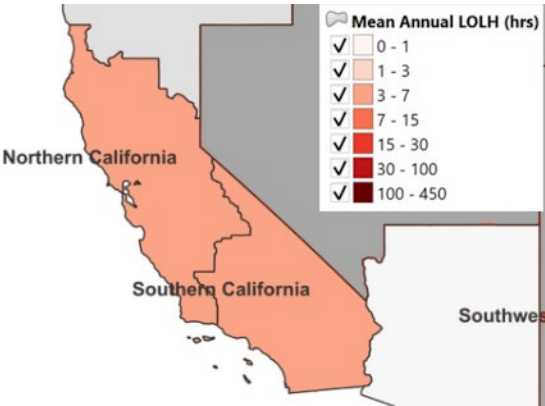 Mean Annual LOLH (hrs)
0 - 1
1 - 3
3 - 7
7 - 15
15 - 30
30 - 100
100 - 450
Northern California
Southern California
Southwes